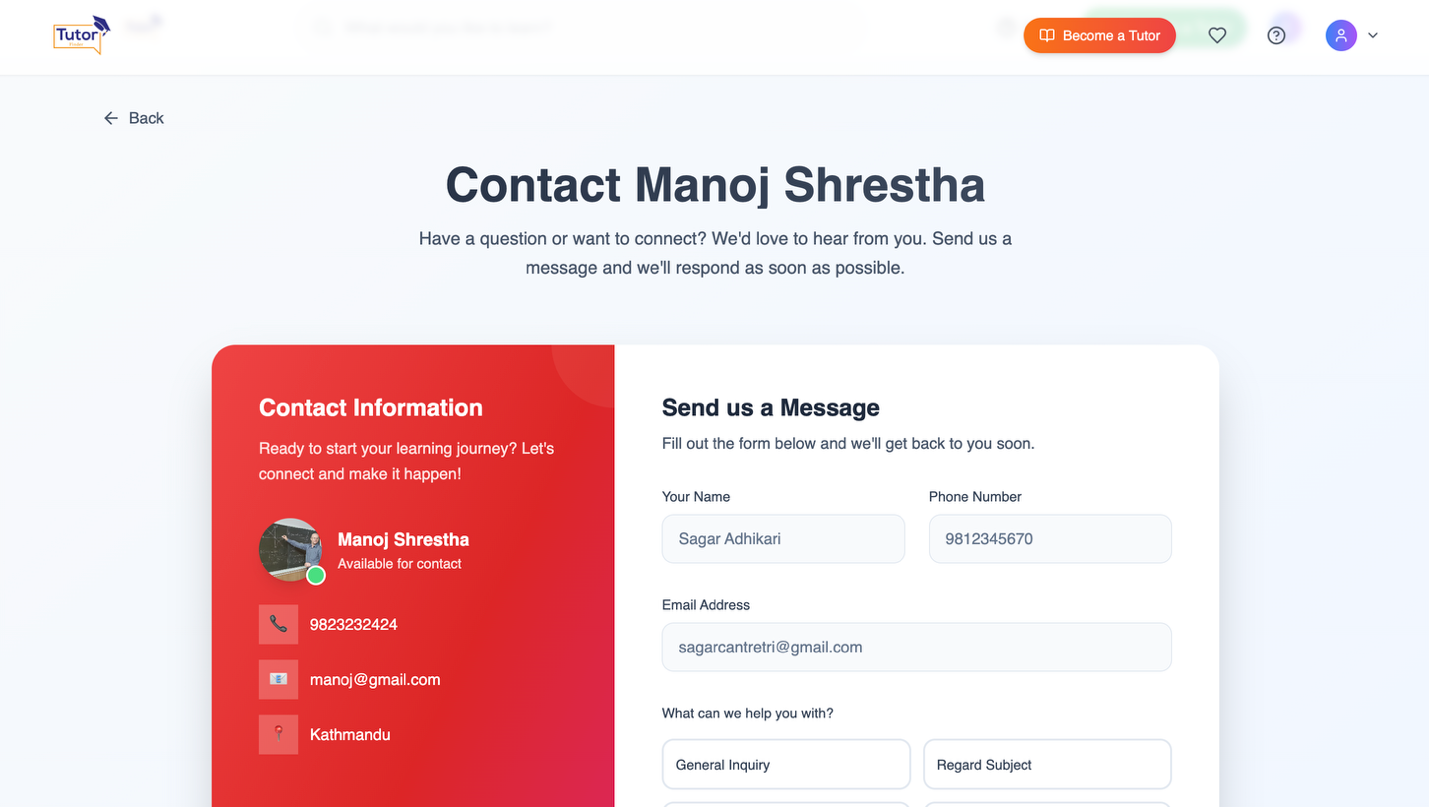 Tutor
Become a Tutor
Back
Contact Manoj Shrestha
Have a question or want to connect? We'd love to hear from you. Send us a
message and we'll respond as soon as possible.
Contact Information
Ready to start your learning journey? Let's
connect and make it happen!
Manoj Shrestha
Available for contact
9823232424
manoj@gmail.com
Kathmandu
Send us a Message
Fill out the form below and we'll get back to you soon.
Your Name
Phone Number
Sagar Adhikari
9812345670
Email Address
sagarcantretri@gmail.com
What can we help you with?
General Inquiry
Regard Subject